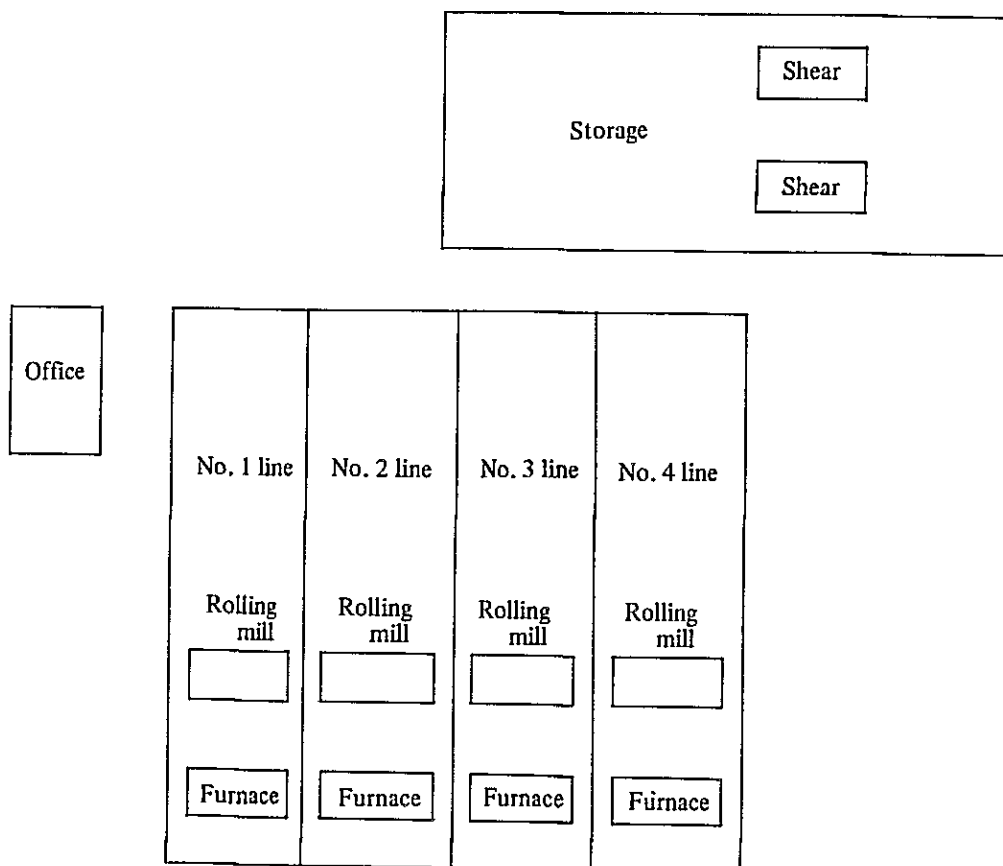 Shear
Storage
Shear
Office
No. 1 line
No. 2 line
No. 3 line
No. 4 line
Rolling
mill
Rolling
mill
Rolling
mill
Rolling
mill
Furnace
Furnace
Furnace
Furnace